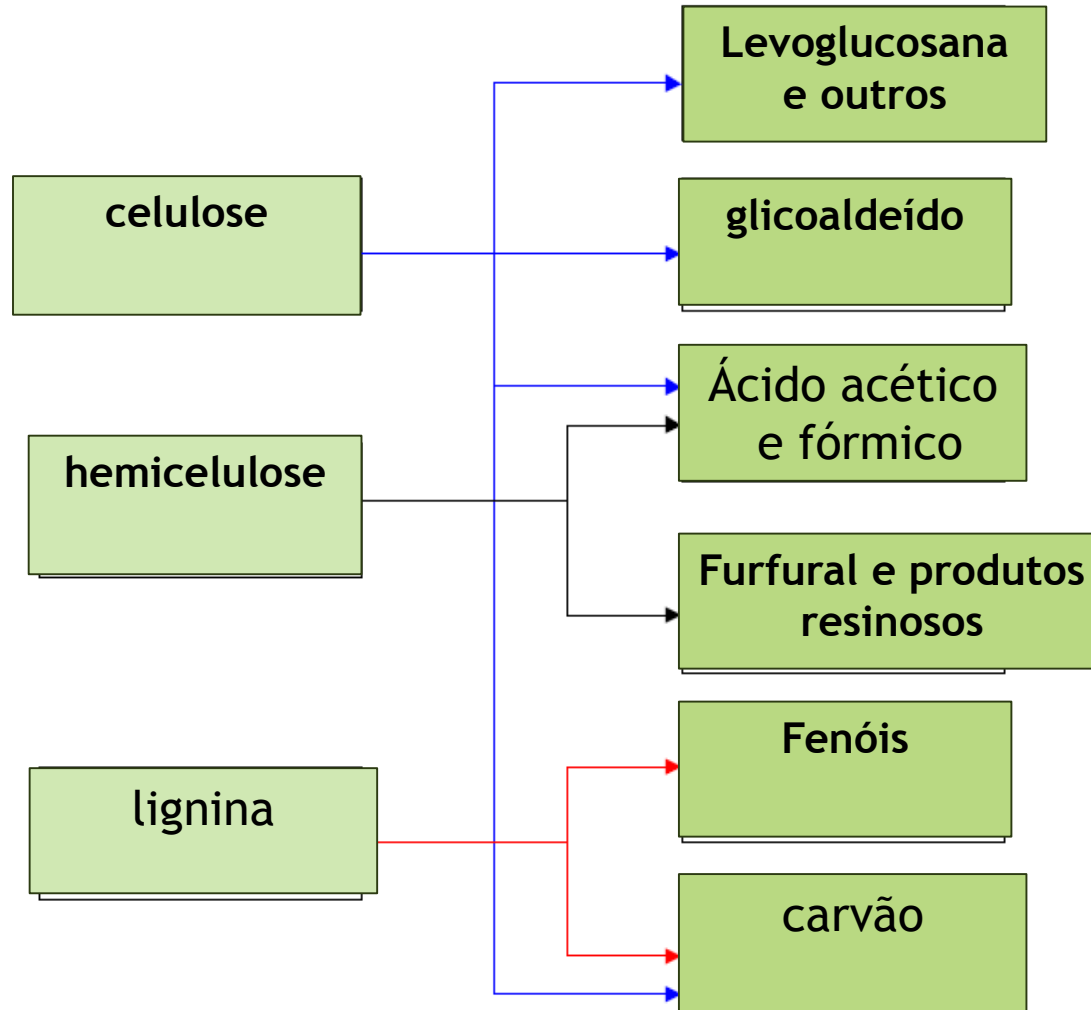 Levoglucosana
e outros
celulose
glicoaldeído
Ácido acético
e fórmico
hemicelulose
Furfural e produtos
resinosos
Fenóis
lignina
carvão